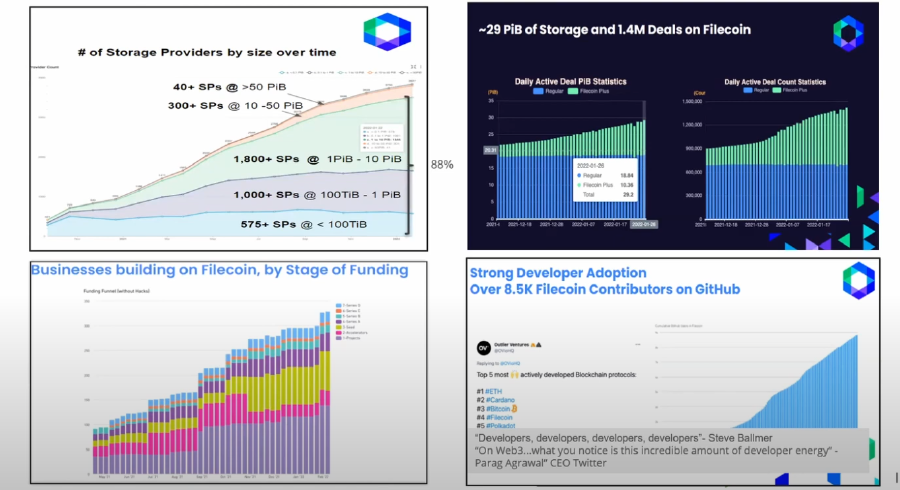 # of Storage Providers by size over time
40+ SPs @ >50 PiB
300+ SPs @ 10 -50 PiB
1,800+ SPs @ 1PiB - 10 PiB
88%
1,000+ SPs @ 100TiB - 1 PiB
575+ SPs @ < 100TiB
~29 PiB of Storage and 1.4M Deals on Filecoin
Daily Active Deal PiB Statistics
Regular Filecoin Plus
(PiB)
35
30
25
20
15
10
5
0
2022-01-26
Regular 18.84
Filecoin Plus 10.36
Total 29.2
2021-12-18 2021-12-28 2022-01-07 2022-01-17 2022-01-26
Daily Active Deal Count Statistics
Regular Filecoin Plus
1,500,000
1,200,000
900,000
600,000
300,000
0
2021-12-18 2021-12-28 2022-01-07 2022-01-17
Businesses building on Filecoin, by Stage of Funding
Funding Funnel (without Hacks)
Strong Developer Adoption
Over 8.5K Filecoin Contributors on GitHub
Outlier Ventures
Top 5 most 🙌 actively developed Blockchain protocols:
#1 #ETH
#2 #Cardano
#3 #Bitcoin
#4 #Filecoin
#5 #Polkadot
"Developers, developers, developers, developers"- Steve Ballmer
"On Web3...what you notice is this incredible amount of developer energy" -
Parag Agrawal" CEO Twitter